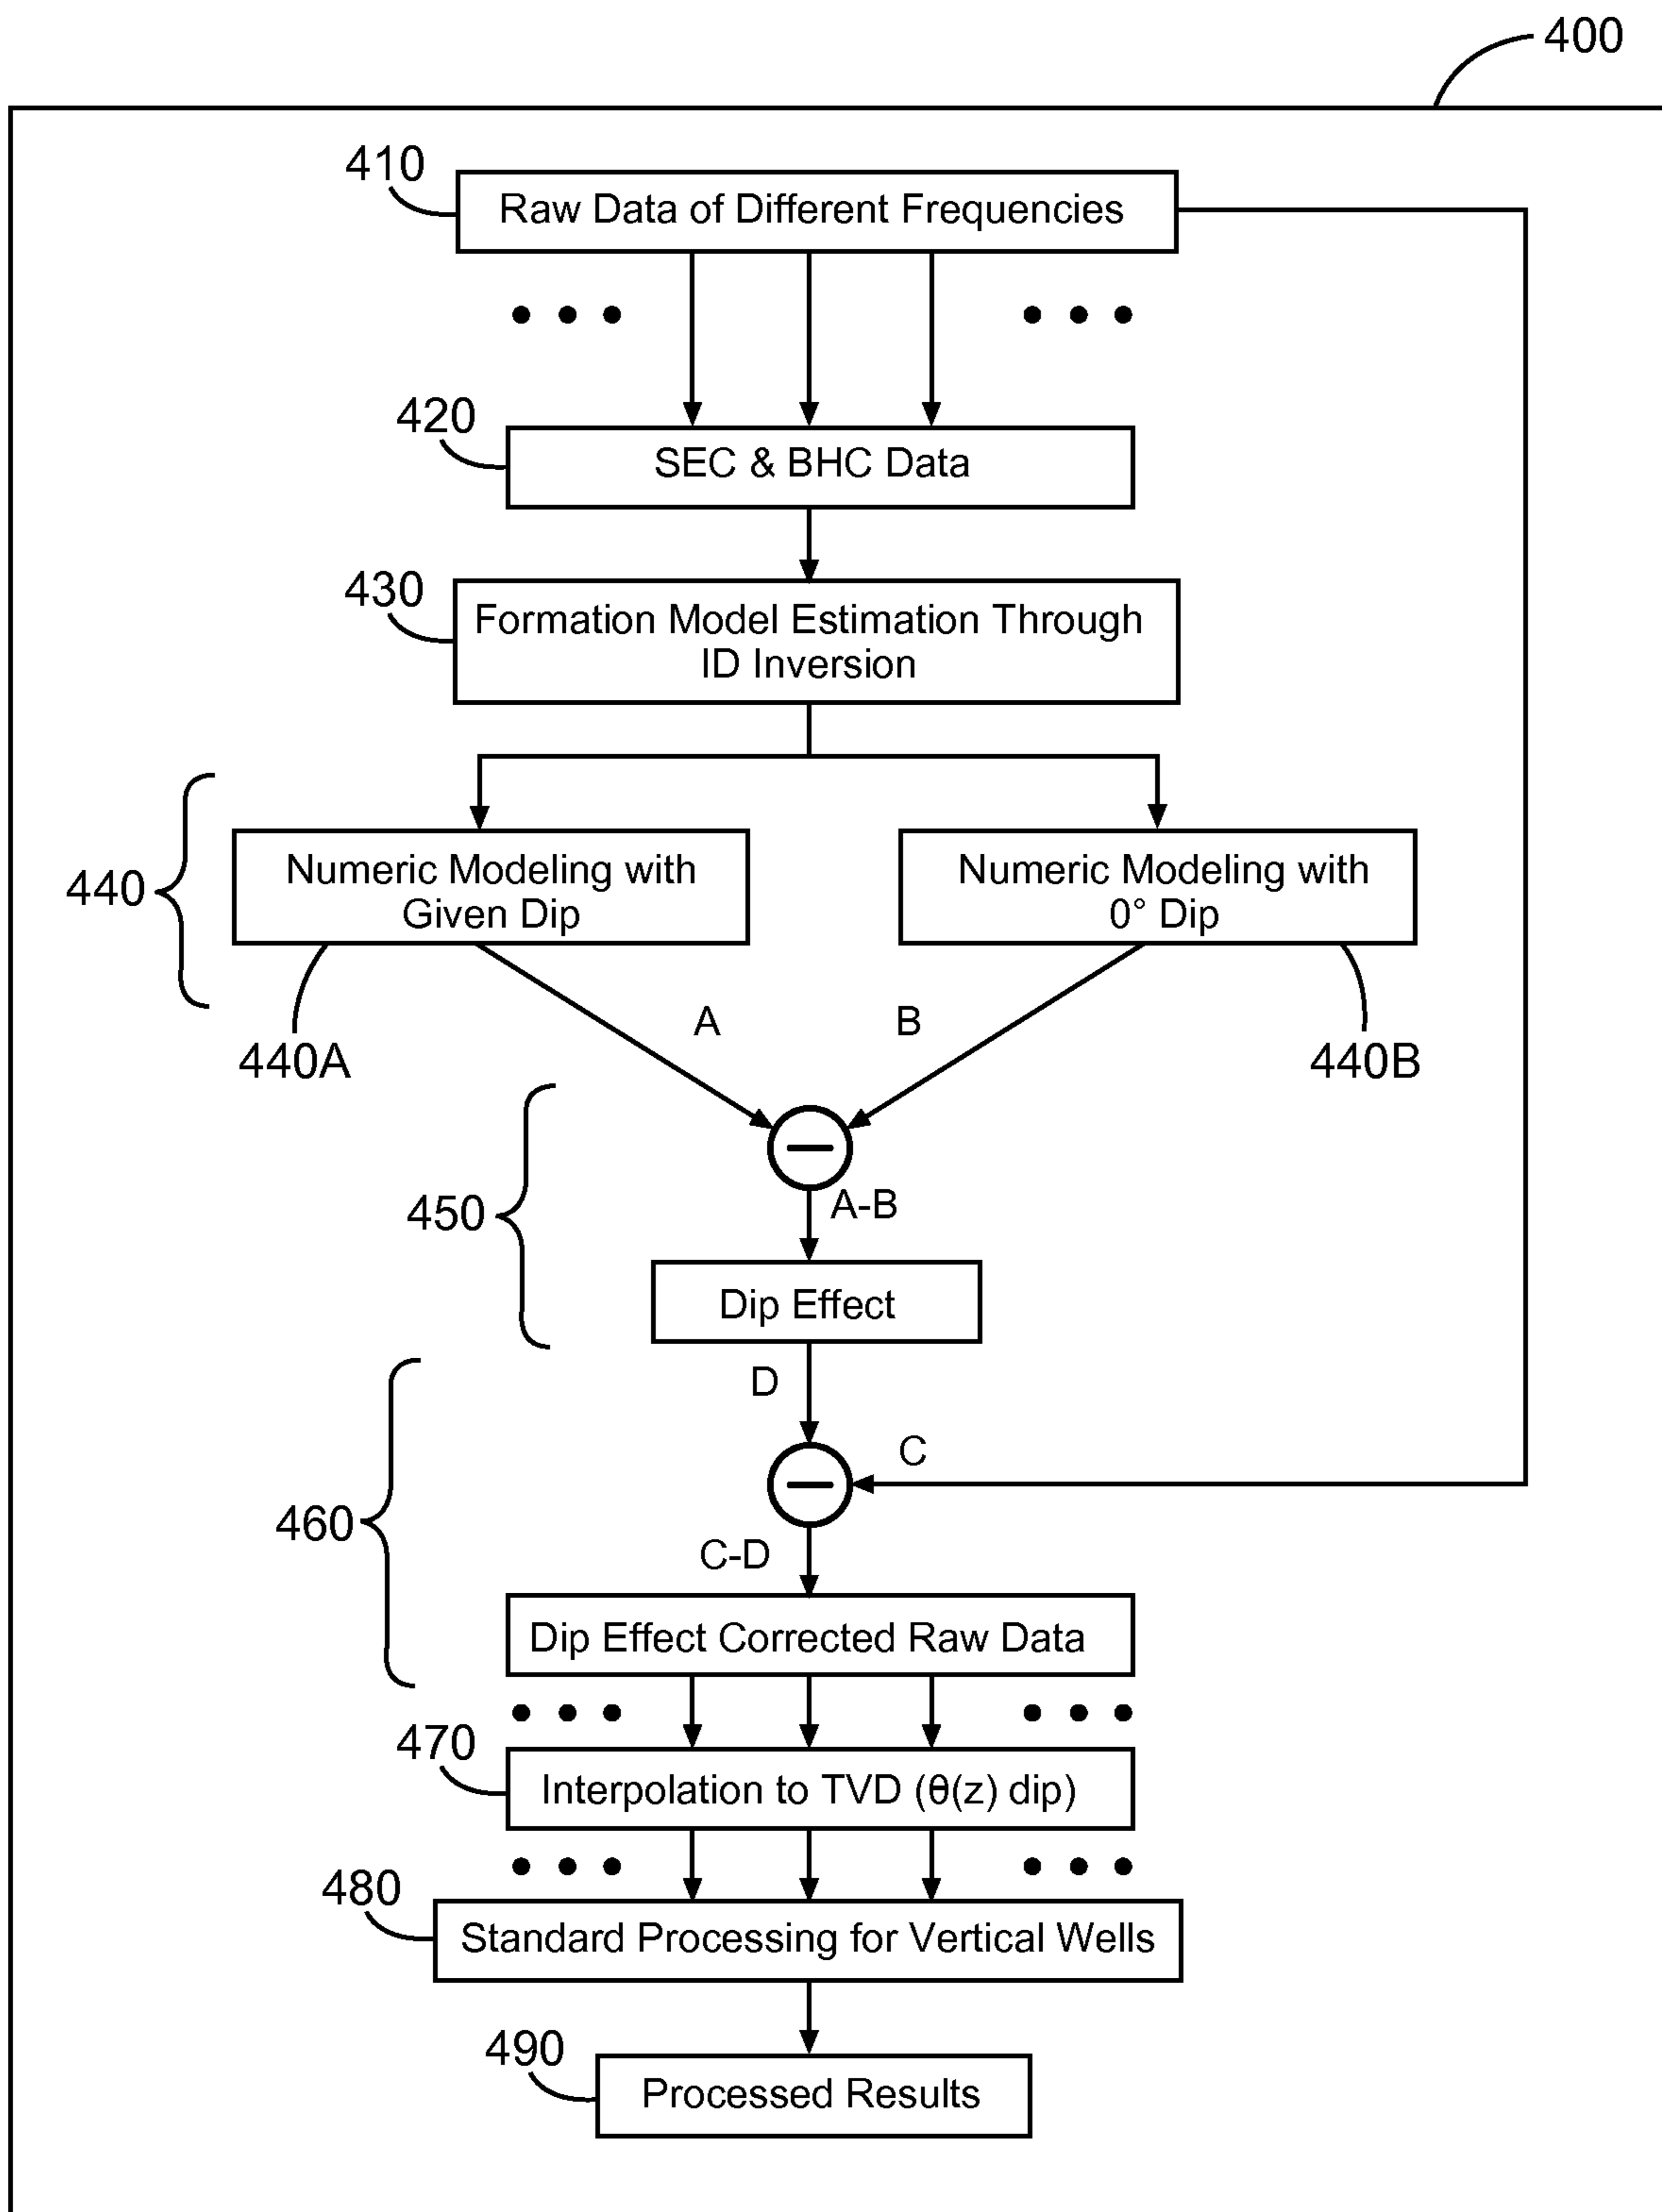 400
410
Raw Data of Different Frequencies
420
SEC & BHC Data
430
Formation Model Estimation Through
ID Inversion
440
Numeric Modeling with
Given Dip
Numeric Modeling with
0° Dip
A
B
440A
440B
450
A-B
Dip Effect
D
C
460
C-D
Dip Effect Corrected Raw Data
470
Interpolation to TVD (θ(z) dip)
480
Standard Processing for Vertical Wells
490
Processed Results